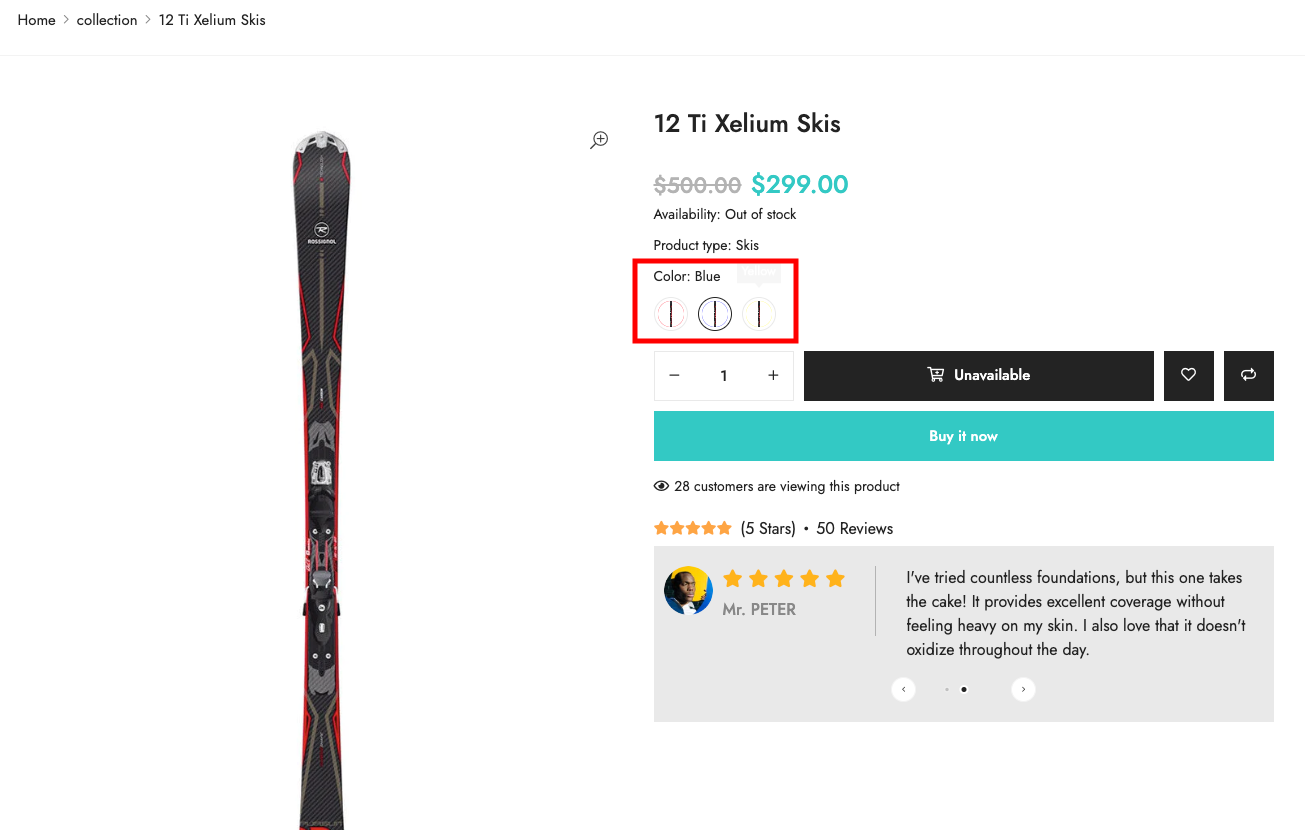 Home > collection > 12 Ti Xelium Skis
ROSSIGNOL
12 Ti Xelium Skis
$500.00 $299.00
Availability: Out of stock
Product type: Skis
Color: Blue
Yellow
1
Unavailable
Buy it now
28 customers are viewing this product
(5 Stars) • 50 Reviews
Mr. PETER
I've tried countless foundations, but this one takes
the cake! It provides excellent coverage without
feeling heavy on my skin. I also love that it doesn't
oxidize throughout the day.